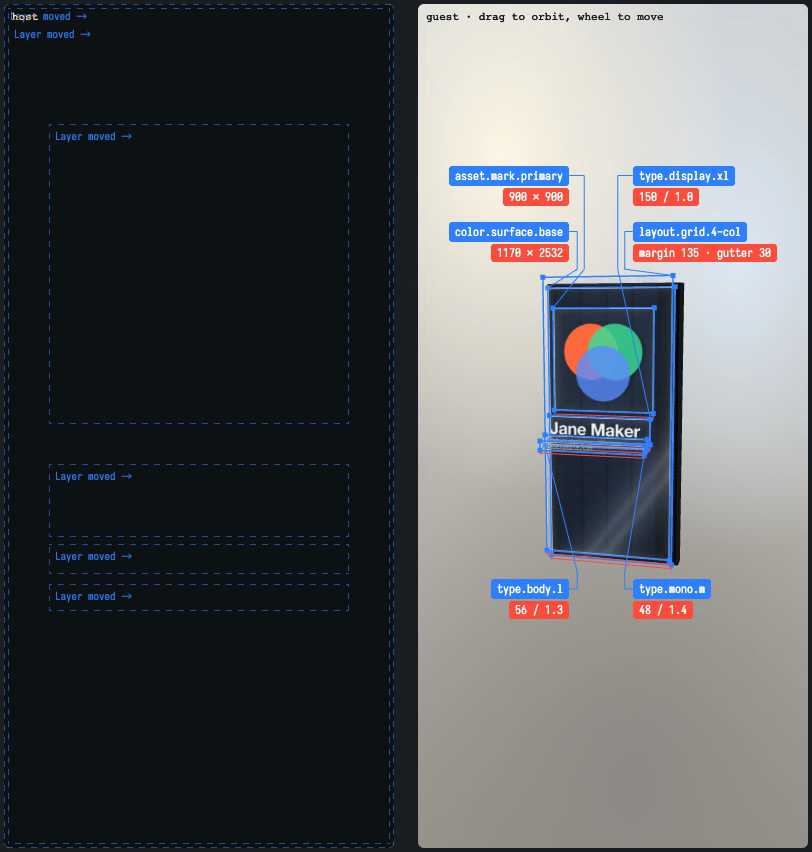 host
Layer moved →
Layer moved →
Layer moved →
Layer moved →
Layer moved →
guest · drag to orbit, wheel to move
asset.mark.primary
900 × 900
type.display.xl
150 / 1.0
color.surface.base
1170 × 2532
layout.grid.4-col
margin 135 · gutter 30
Jane Maker
type.body.l
56 / 1.3
type.mono.m
48 / 1.4